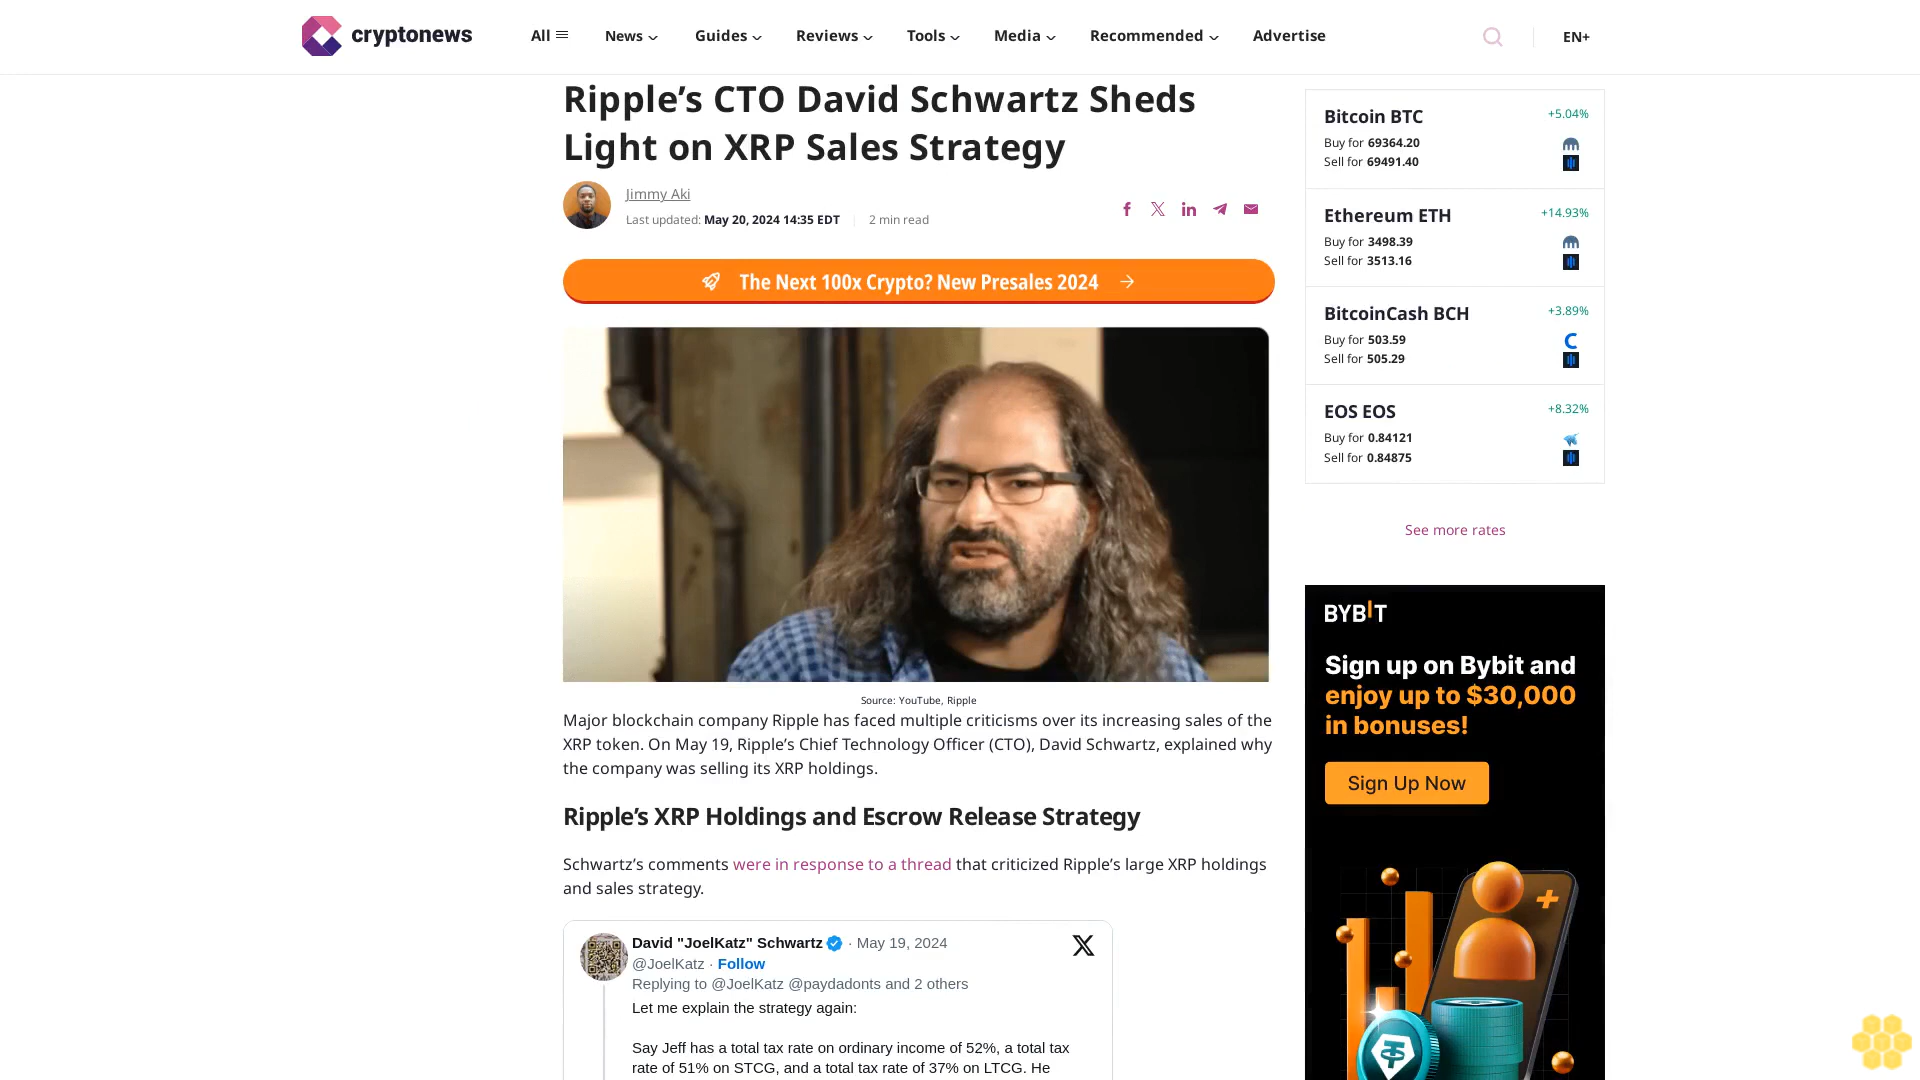 cryptonews
All
News
Guides
Reviews
Tools
Media
Recommended
Advertise
EN+
Ripple’s CTO David Schwartz Sheds
Light on XRP Sales Strategy
Jimmy Aki
Last updated: May 20, 2024 14:35 EDT | 2 min read
The Next 100x Crypto? New Presales 2024
Source: YouTube, Ripple
Major blockchain company Ripple has faced multiple criticisms over its increasing sales of the
XRP token. On May 19, Ripple’s Chief Technology Officer (CTO), David Schwartz, explained why
the company was selling its XRP holdings.
Ripple’s XRP Holdings and Escrow Release Strategy
Schwartz’s comments were in response to a thread that criticized Ripple’s large XRP holdings
and sales strategy.
David "JoelKatz" Schwartz · May 19, 2024
@JoelKatz · Follow
Replying to @JoelKatz @paydadonts and 2 others
Let me explain the strategy again:
Say Jeff has a total tax rate on ordinary income of 52%, a total tax
rate of 51% on STCG, and a total tax rate of 37% on LTCG. He
Bitcoin BTC
+5.04%
Buy for 69364.20
Sell for 69491.40
Ethereum ETH
+14.93%
Buy for 3498.39
Sell for 3513.16
BitcoinCash BCH
+3.89%
Buy for 503.59
Sell for 505.29
EOS EOS
+8.32%
Buy for 0.84121
Sell for 0.84875
See more rates
BYBIT
Sign up on Bybit and
enjoy up to $30,000
in bonuses!
Sign Up Now